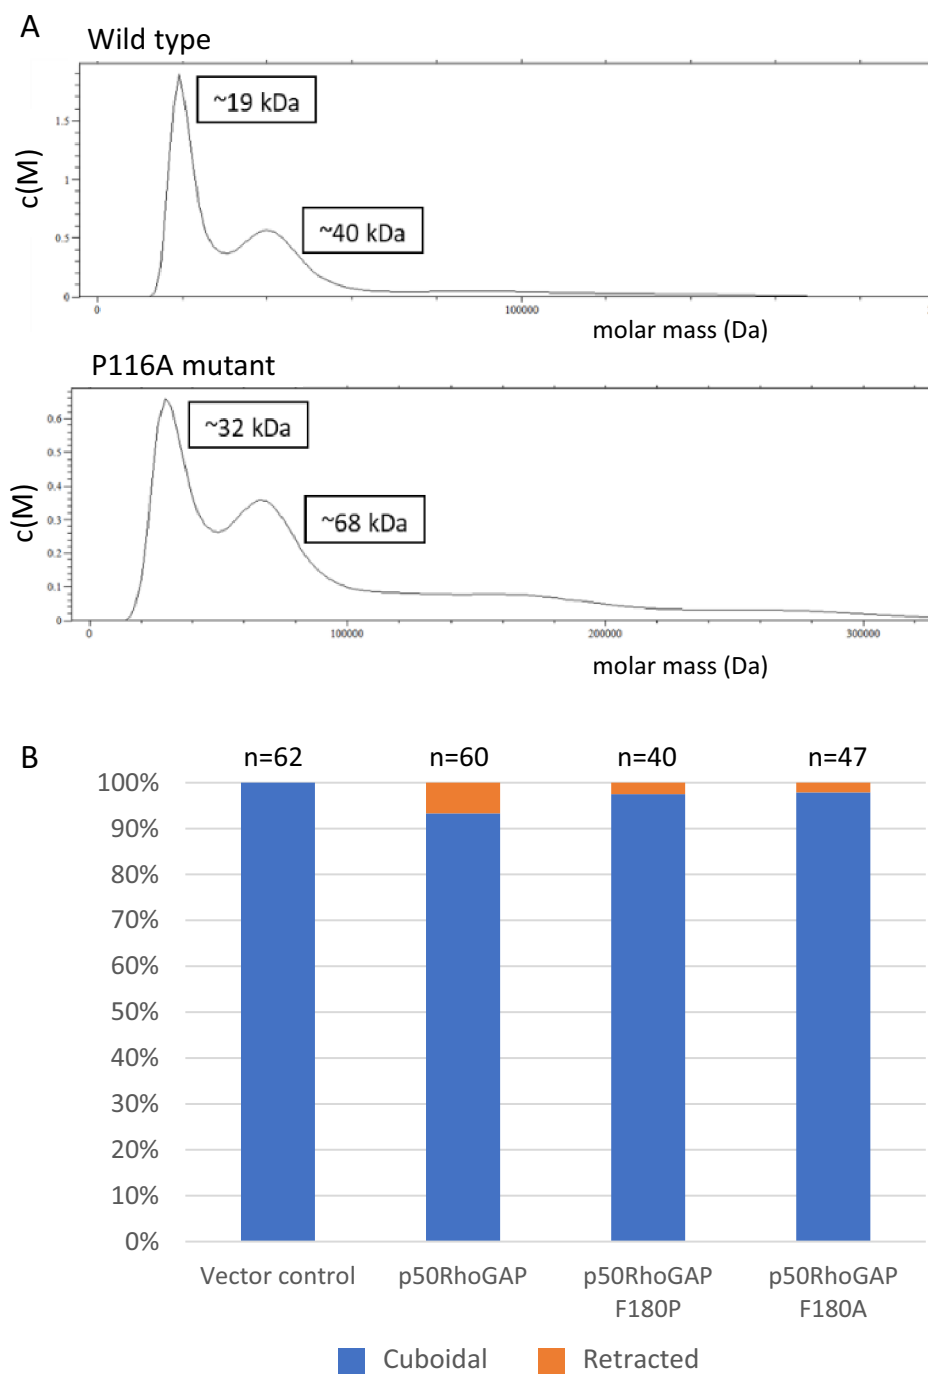 A
Wild type
~19 kDa
~40 kDa
c(M)
1.5
1
0.5
0
0
100000
molar mass (Da)
P116A mutant
~32 kDa
~68 kDa
c(M)
0.6
0.5
0.4
0.3
0.2
0.1
0
0
100000
200000
300000
molar mass (Da)
B
n=62
n=60
n=40
n=47
100%
90%
80%
70%
60%
50%
40%
30%
20%
10%
0%
Vector control
p50RhoGAP
p50RhoGAP
F180P
p50RhoGAP
F180A
Cuboidal
Retracted